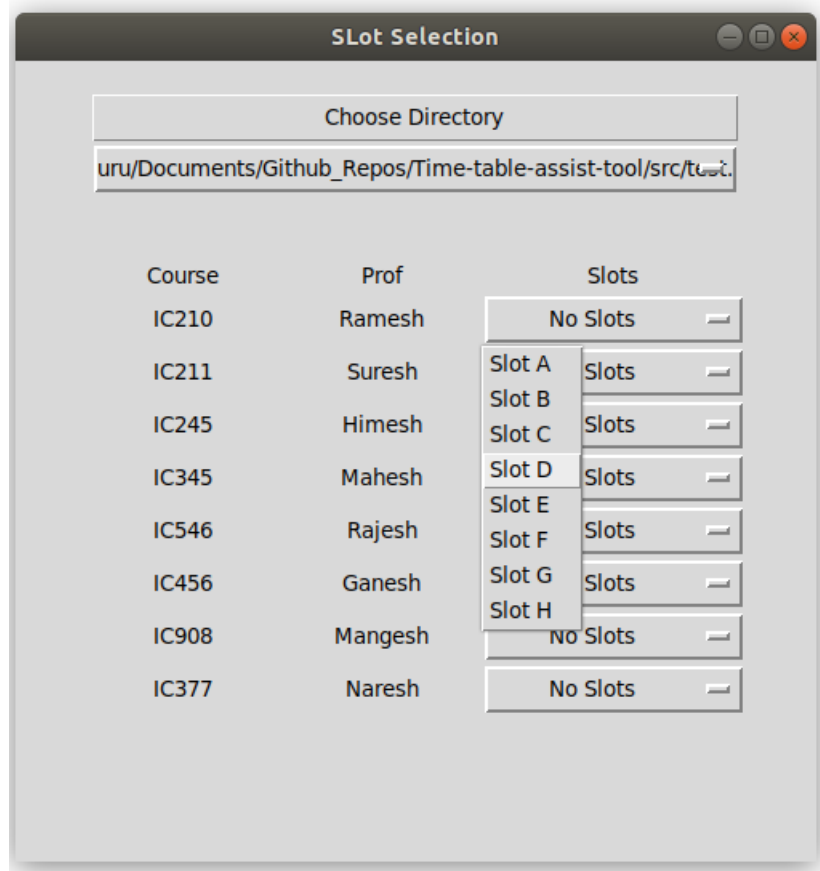 SLot Selection
Choose Directory
uru/Documents/Github_Repos/Time-table-assist-tool/src/test.
Course Prof Slots
IC210 Ramesh No Slots
IC211 Suresh Slots
IC245 Himesh Slots
IC345 Mahesh Slots
IC546 Rajesh Slots
IC456 Ganesh Slots
IC908 Mangesh No Slots
IC377 Naresh No Slots
Slot A
Slot B
Slot C
Slot D
Slot E
Slot F
Slot G
Slot H